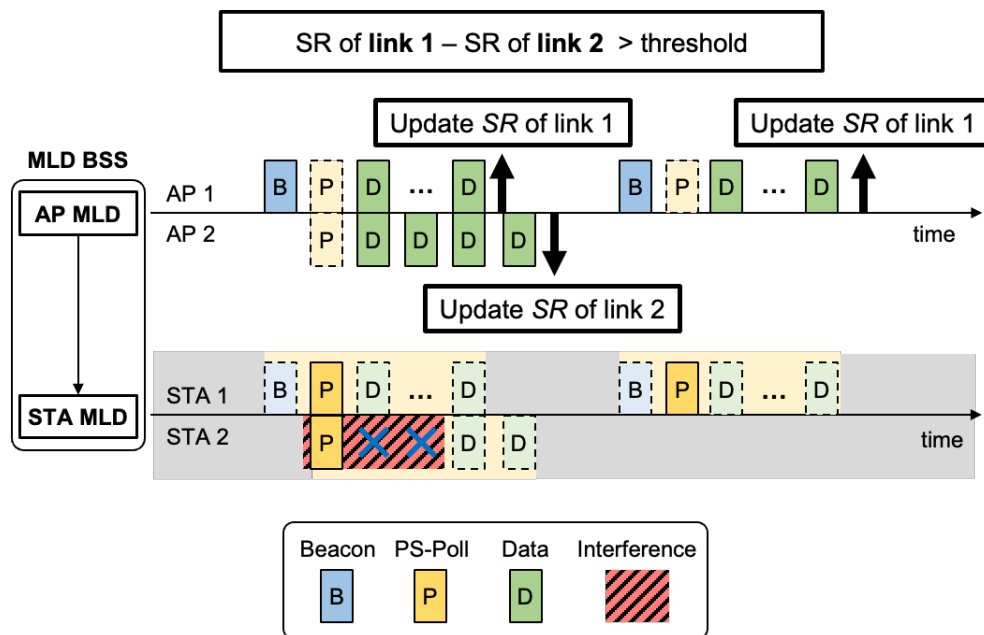 SR of link 1 – SR of link 2 > threshold
Update SR of link 1
Update SR of link 1
MLD BSS
AP MLD
AP 1
B P D ... D
B P D ... D
AP 2
P D D D D
time
Update SR of link 2
STA MLD
STA 1
B P D ... D
B P D ... D
STA 2
P D D
time
Beacon PS-Poll Data Interference
B P D